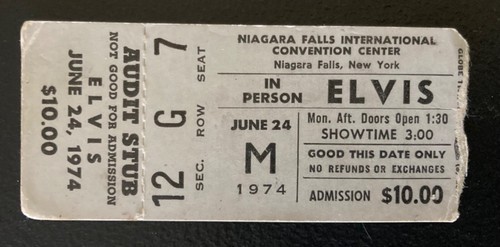 AUDIT STUB
NOT GOOD FOR ADMISSION
ELVIS
JUNE 24, 1974
$10.00
12 G 7
SEC. ROW SEAT
NIAGARA FALLS INTERNATIONAL
CONVENTION CENTER
Niagara Falls, New York
IN PERSON ELVIS
JUNE 24
M
1974
Mon. Aft. Doors Open 1:30
SHOWTIME 3:00
GOOD THIS DATE ONLY
NO REFUNDS OR EXCHANGES
ADMISSION $10.00
GLOBE